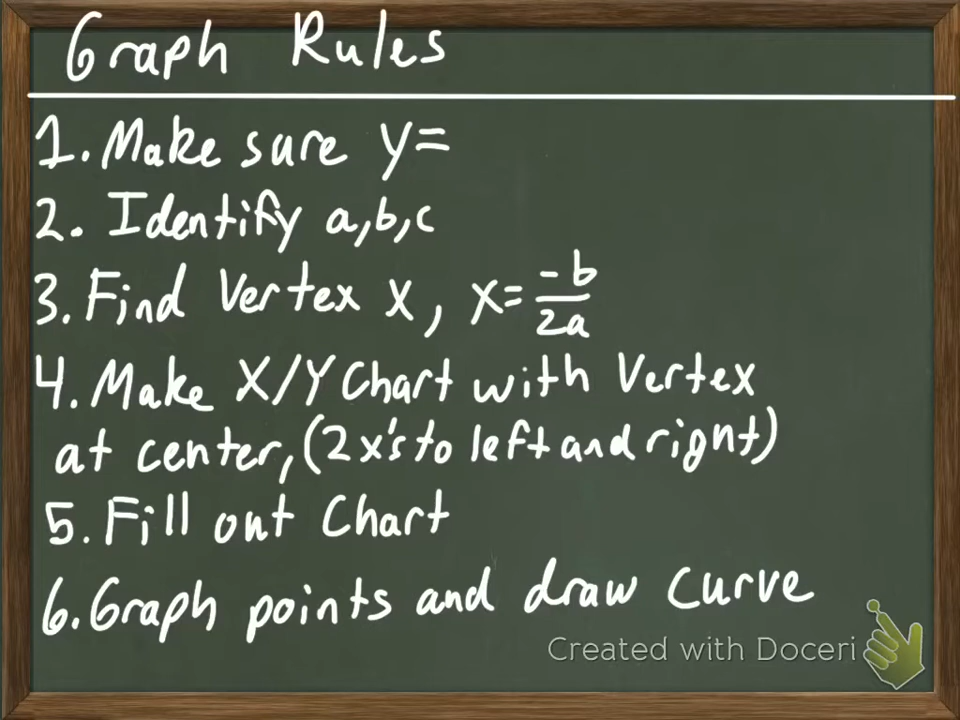 Graph Rules
1. Make sure y=
2. Identify a,b,c
3. Find Vertex x, x= -b/2a
4. Make X/Y Chart with Vertex
at center, (2x's to left and right)
5. Fill out Chart
6. Graph points and draw curve
Created with Doceri